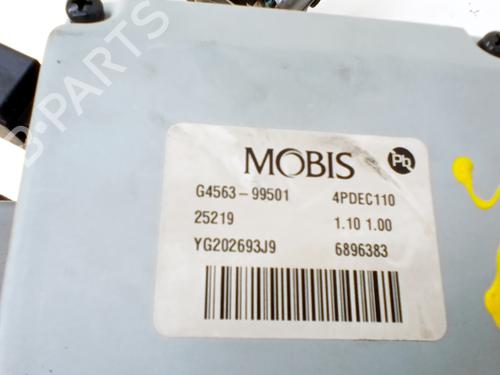 B-PARTS
MOBIS
Pb
G4563-99501 4PDEC110
25219 1.10 1.00
YG202693J9 6896383